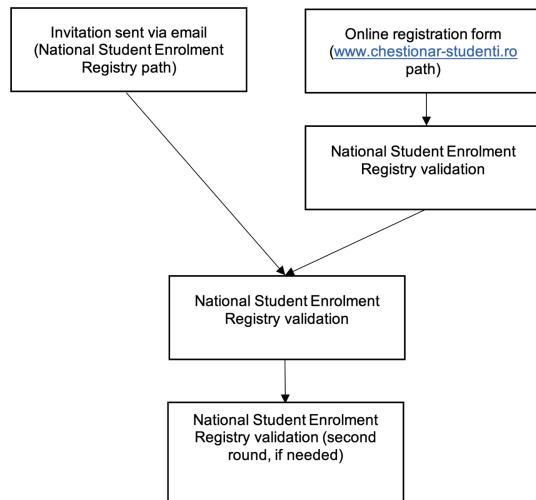 Invitation sent via email
(National Student Enrolment
Registry path)
Online registration form
(www.chestionar-studenti.ro
path)
National Student Enrolment
Registry validation
National Student Enrolment
Registry validation
National Student Enrolment
Registry validation (second
round, if needed)